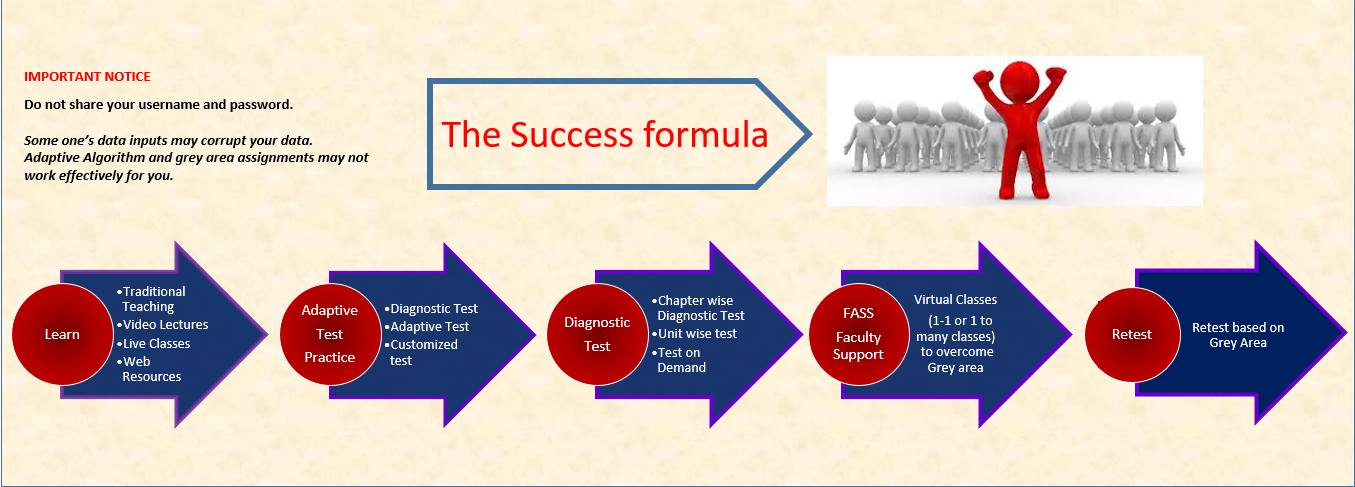 IMPORTANT NOTICE
Do not share your username and password.
Some one's data inputs may corrupt your data.
Adaptive Algorithm and grey area assignments may not
work effectively for you.
The Success formula
Learn
•Traditional
Teaching
•Video Lectures
•Live Classes
•Web
Resources
Adaptive
Test
Practice
•Diagnostic Test
•Adaptive Test
•Customized
test
Diagnostic
Test
•Chapter wise
Diagnostic Test
•Unit wise test
•Test on
Demand
FASS
Faculty
Support
Virtual Classes
(1-1 or 1 to
many classes)
to overcome
Grey area
Retest
Retest based on
Grey Area